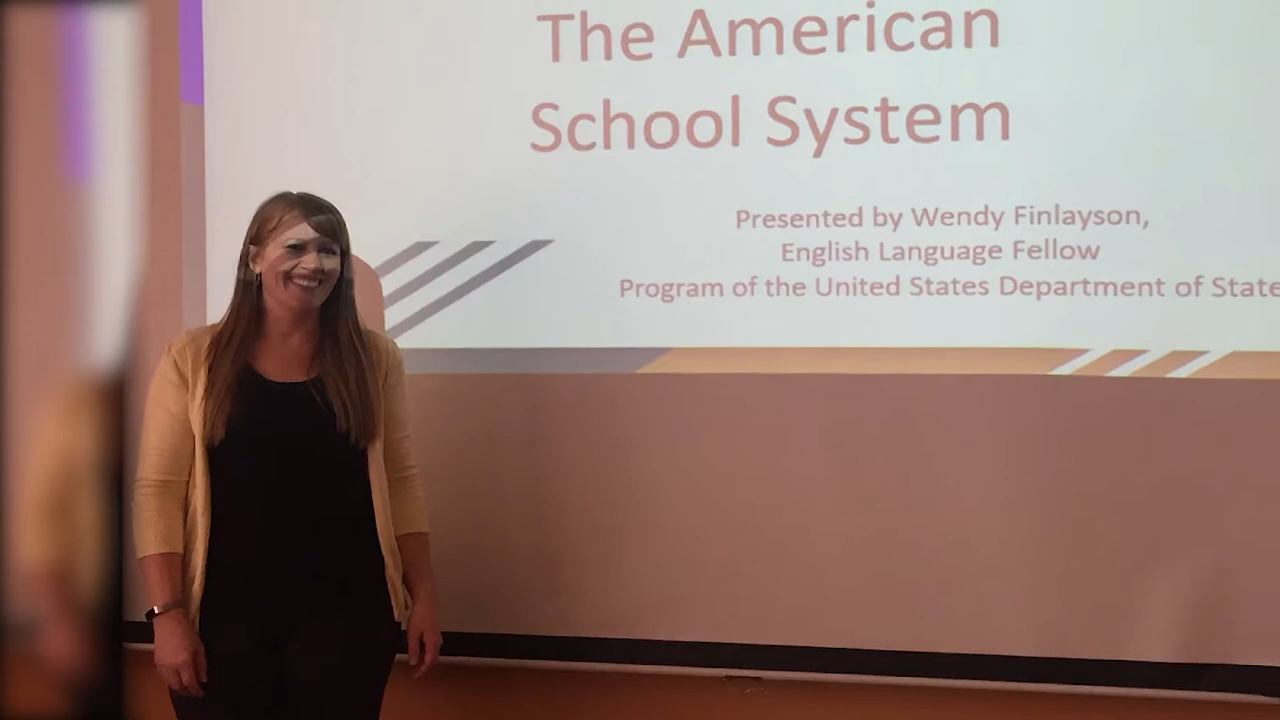 The American
School System
Presented by Wendy Finlayson,
English Language Fellow
Program of the United States Department of State